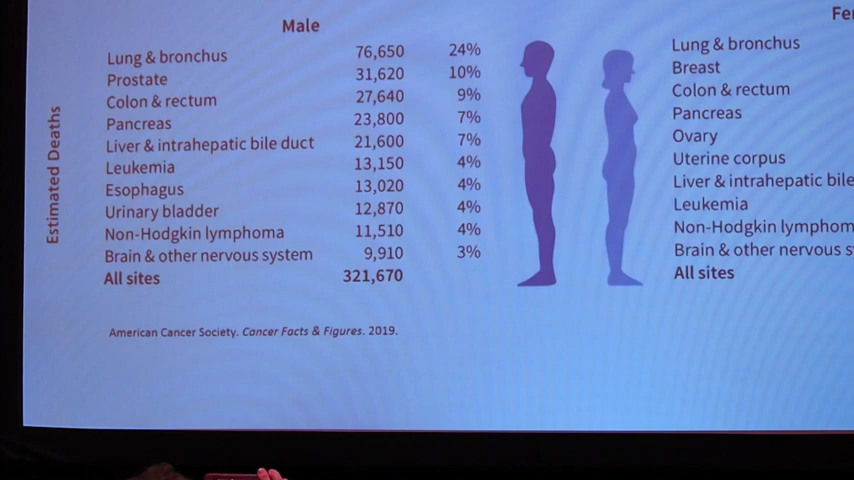 Male
Lung & bronchus 76,650 24%
Prostate 31,620 10%
Colon & rectum 27,640 9%
Pancreas 23,800 7%
Liver & intrahepatic bile duct 21,600 7%
Leukemia 13,150 4%
Esophagus 13,020 4%
Urinary bladder 12,870 4%
Non-Hodgkin lymphoma 11,510 4%
Brain & other nervous system 9,910 3%
All sites 321,670
Estimated Deaths
Lung & bronchus
Breast
Colon & rectum
Pancreas
Ovary
Uterine corpus
Liver & intrahepatic bile
Leukemia
Non-Hodgkin
Brain & other nervous
All sites
American Cancer Society. Cancer Facts & Figures. 2019.